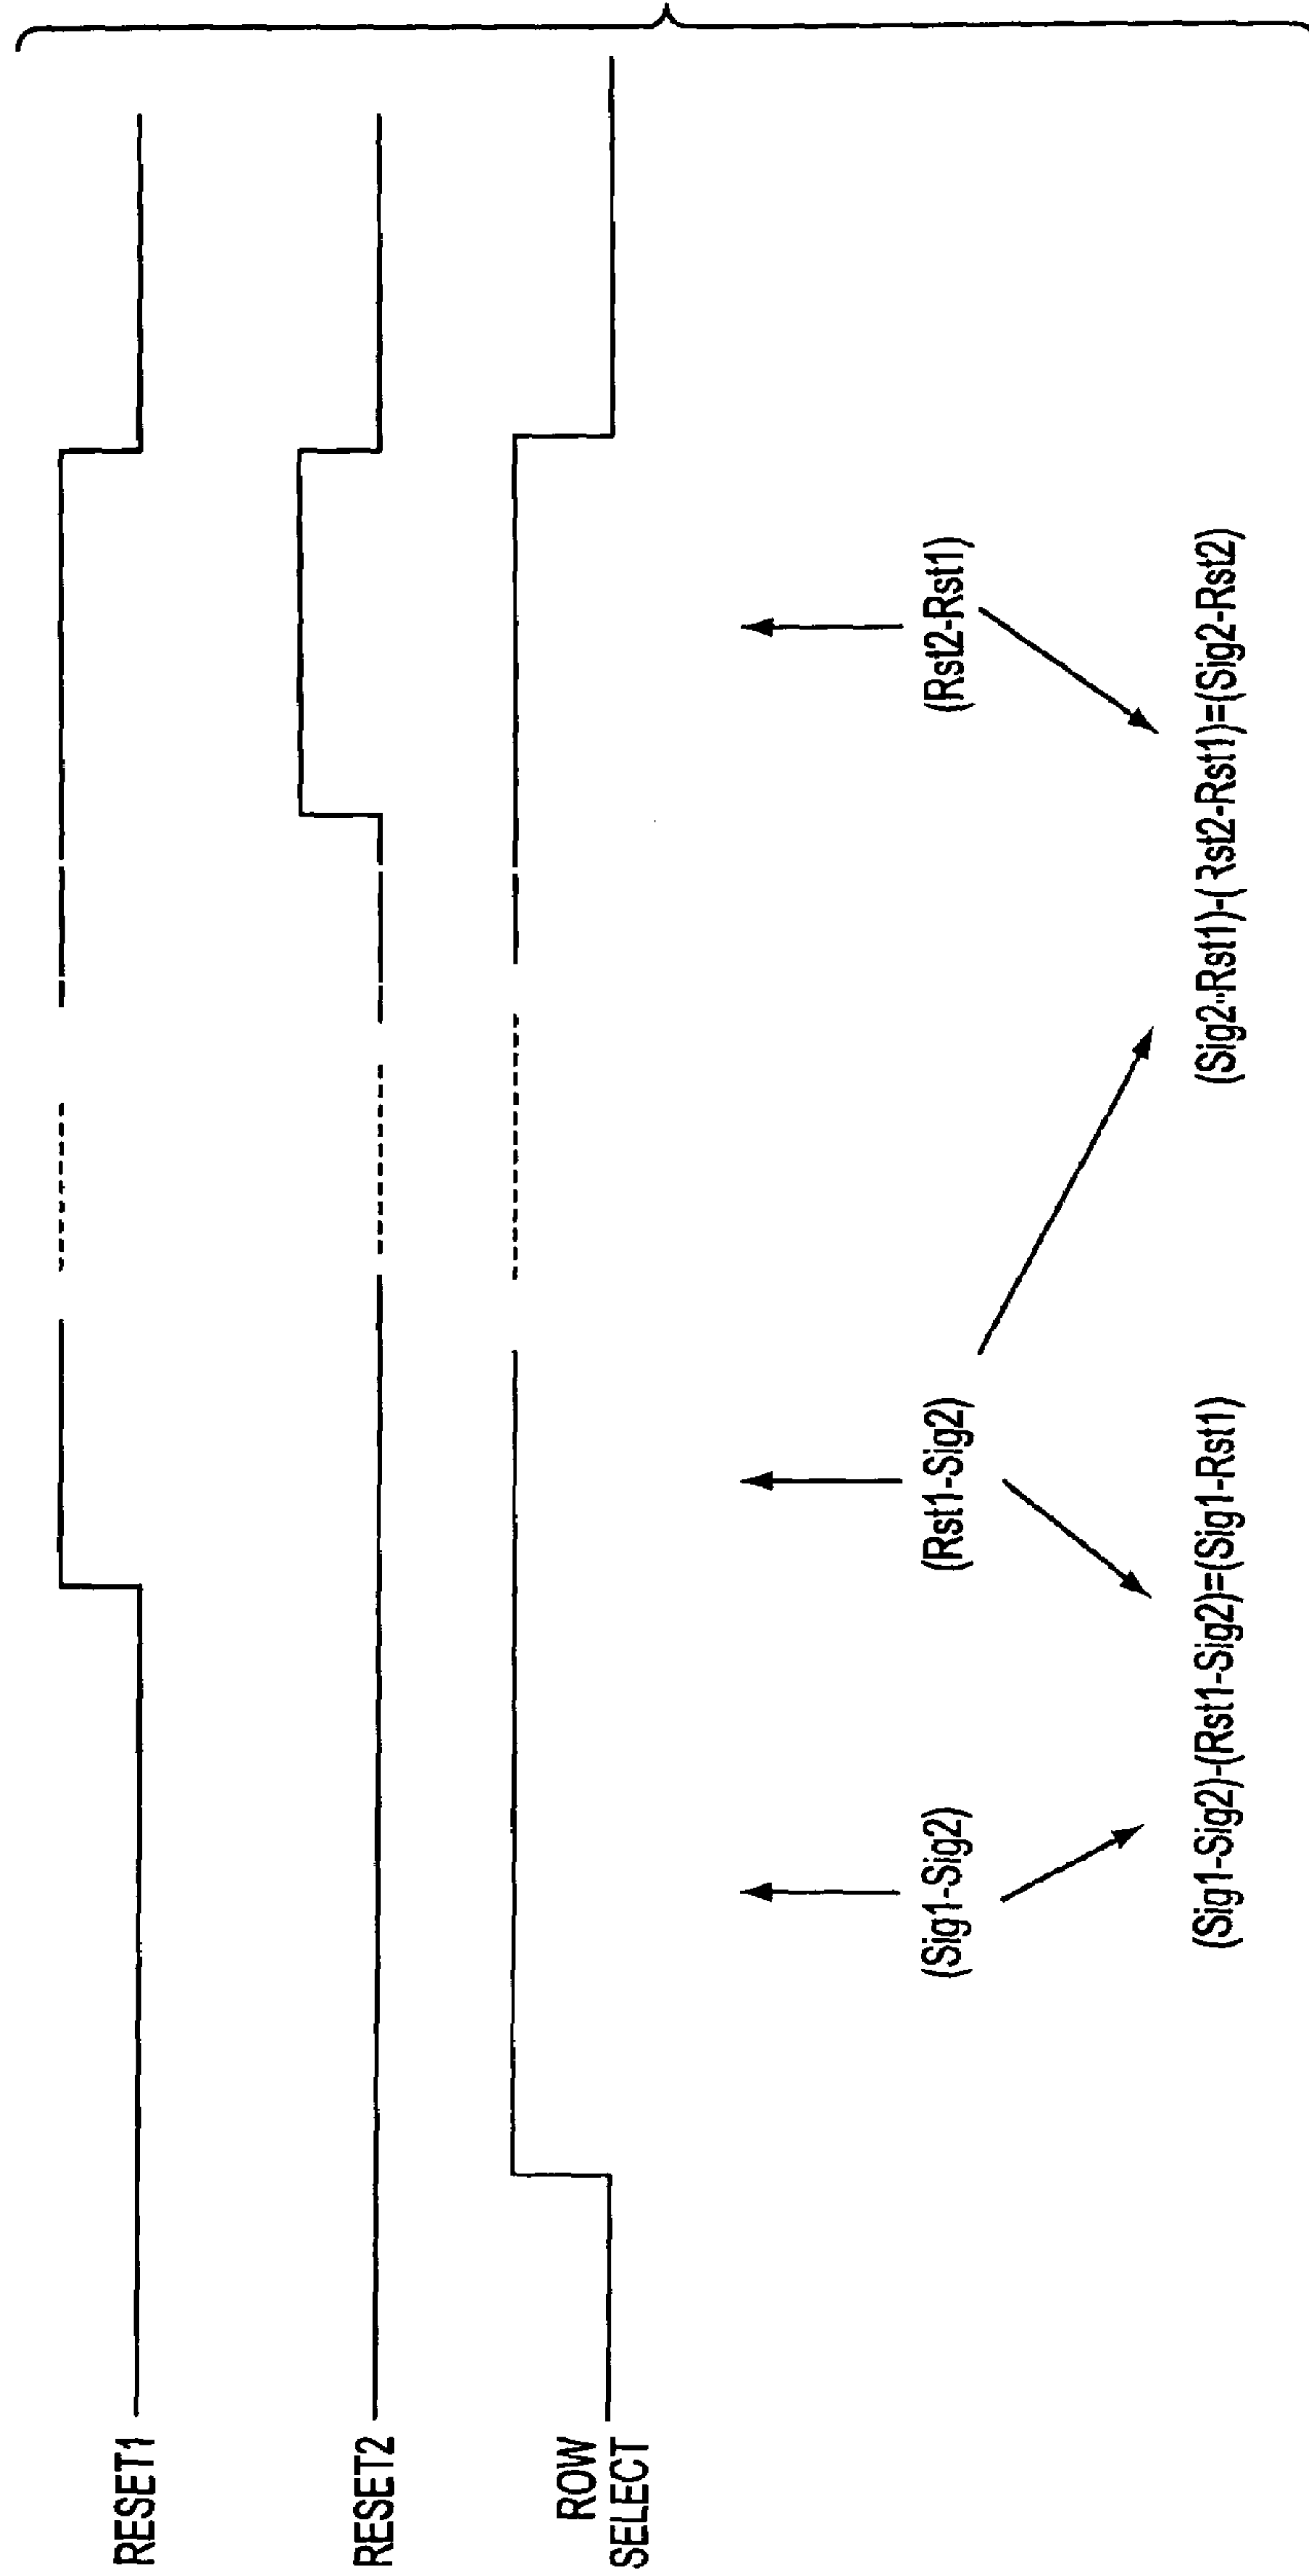 RESET1
RESET2
ROW
SELECT
(Sig1-Sig2)
(Rst1-Sig2)
(Rst2-Rst1)
(Sig1-Sig2)-(Rst1-Sig2)=(Sig1-Rst1)
(Sig2-Rst1)-(Rst2-Rst1)=(Sig2-Rst2)